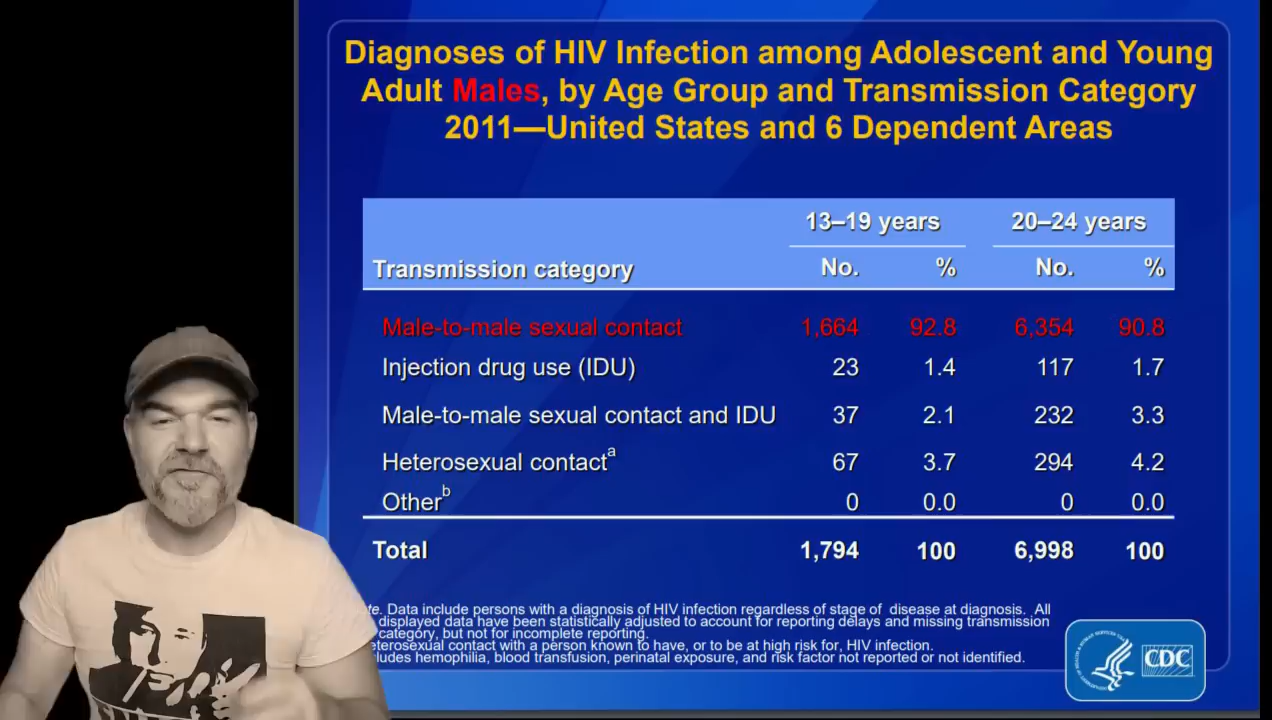 Diagnoses of HIV Infection among Adolescent and Young
Adult Males, by Age Group and Transmission Category
2011—United States and 6 Dependent Areas
13–19 years 20–24 years
Transmission category No. % No. %
Male-to-male sexual contact 1,664 92.8 6,354 90.8
Injection drug use (IDU) 23 1.4 117 1.7
Male-to-male sexual contact and IDU 37 2.1 232 3.3
Heterosexual contact^a 67 3.7 294 4.2
Other^b 0 0.0 0 0.0
Total 1,794 100 6,998 100
Data include persons with a diagnosis of HIV infection regardless of stage of disease at diagnosis. All
displayed data have been statistically adjusted to account for reporting delays and missing transmission
category, but not for incomplete reporting.
contact with a person known to have, or to be at high risk for, HIV infection.
hemophilia, blood transfusion, perinatal exposure, and risk factor not reported or not identified.
CDC